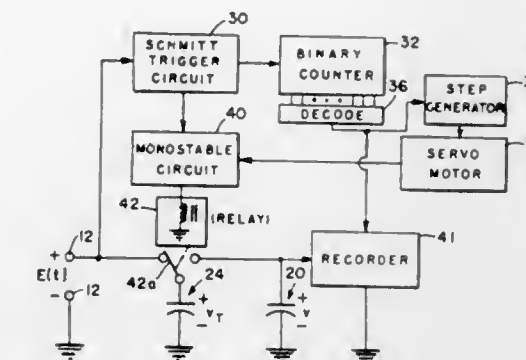 30
SCHMITT
TRIGGER
CIRCUIT
32
BINARY
COUNTER
36
DECODE
STEP
GENERATOR
40
MONOSTABLE
CIRCUIT
SERVO
MOTOR
42
(RELAY)
41
RECORDER
+ 12
E(t)
- 12
42a
24
+
vT
-
20
+
v
-